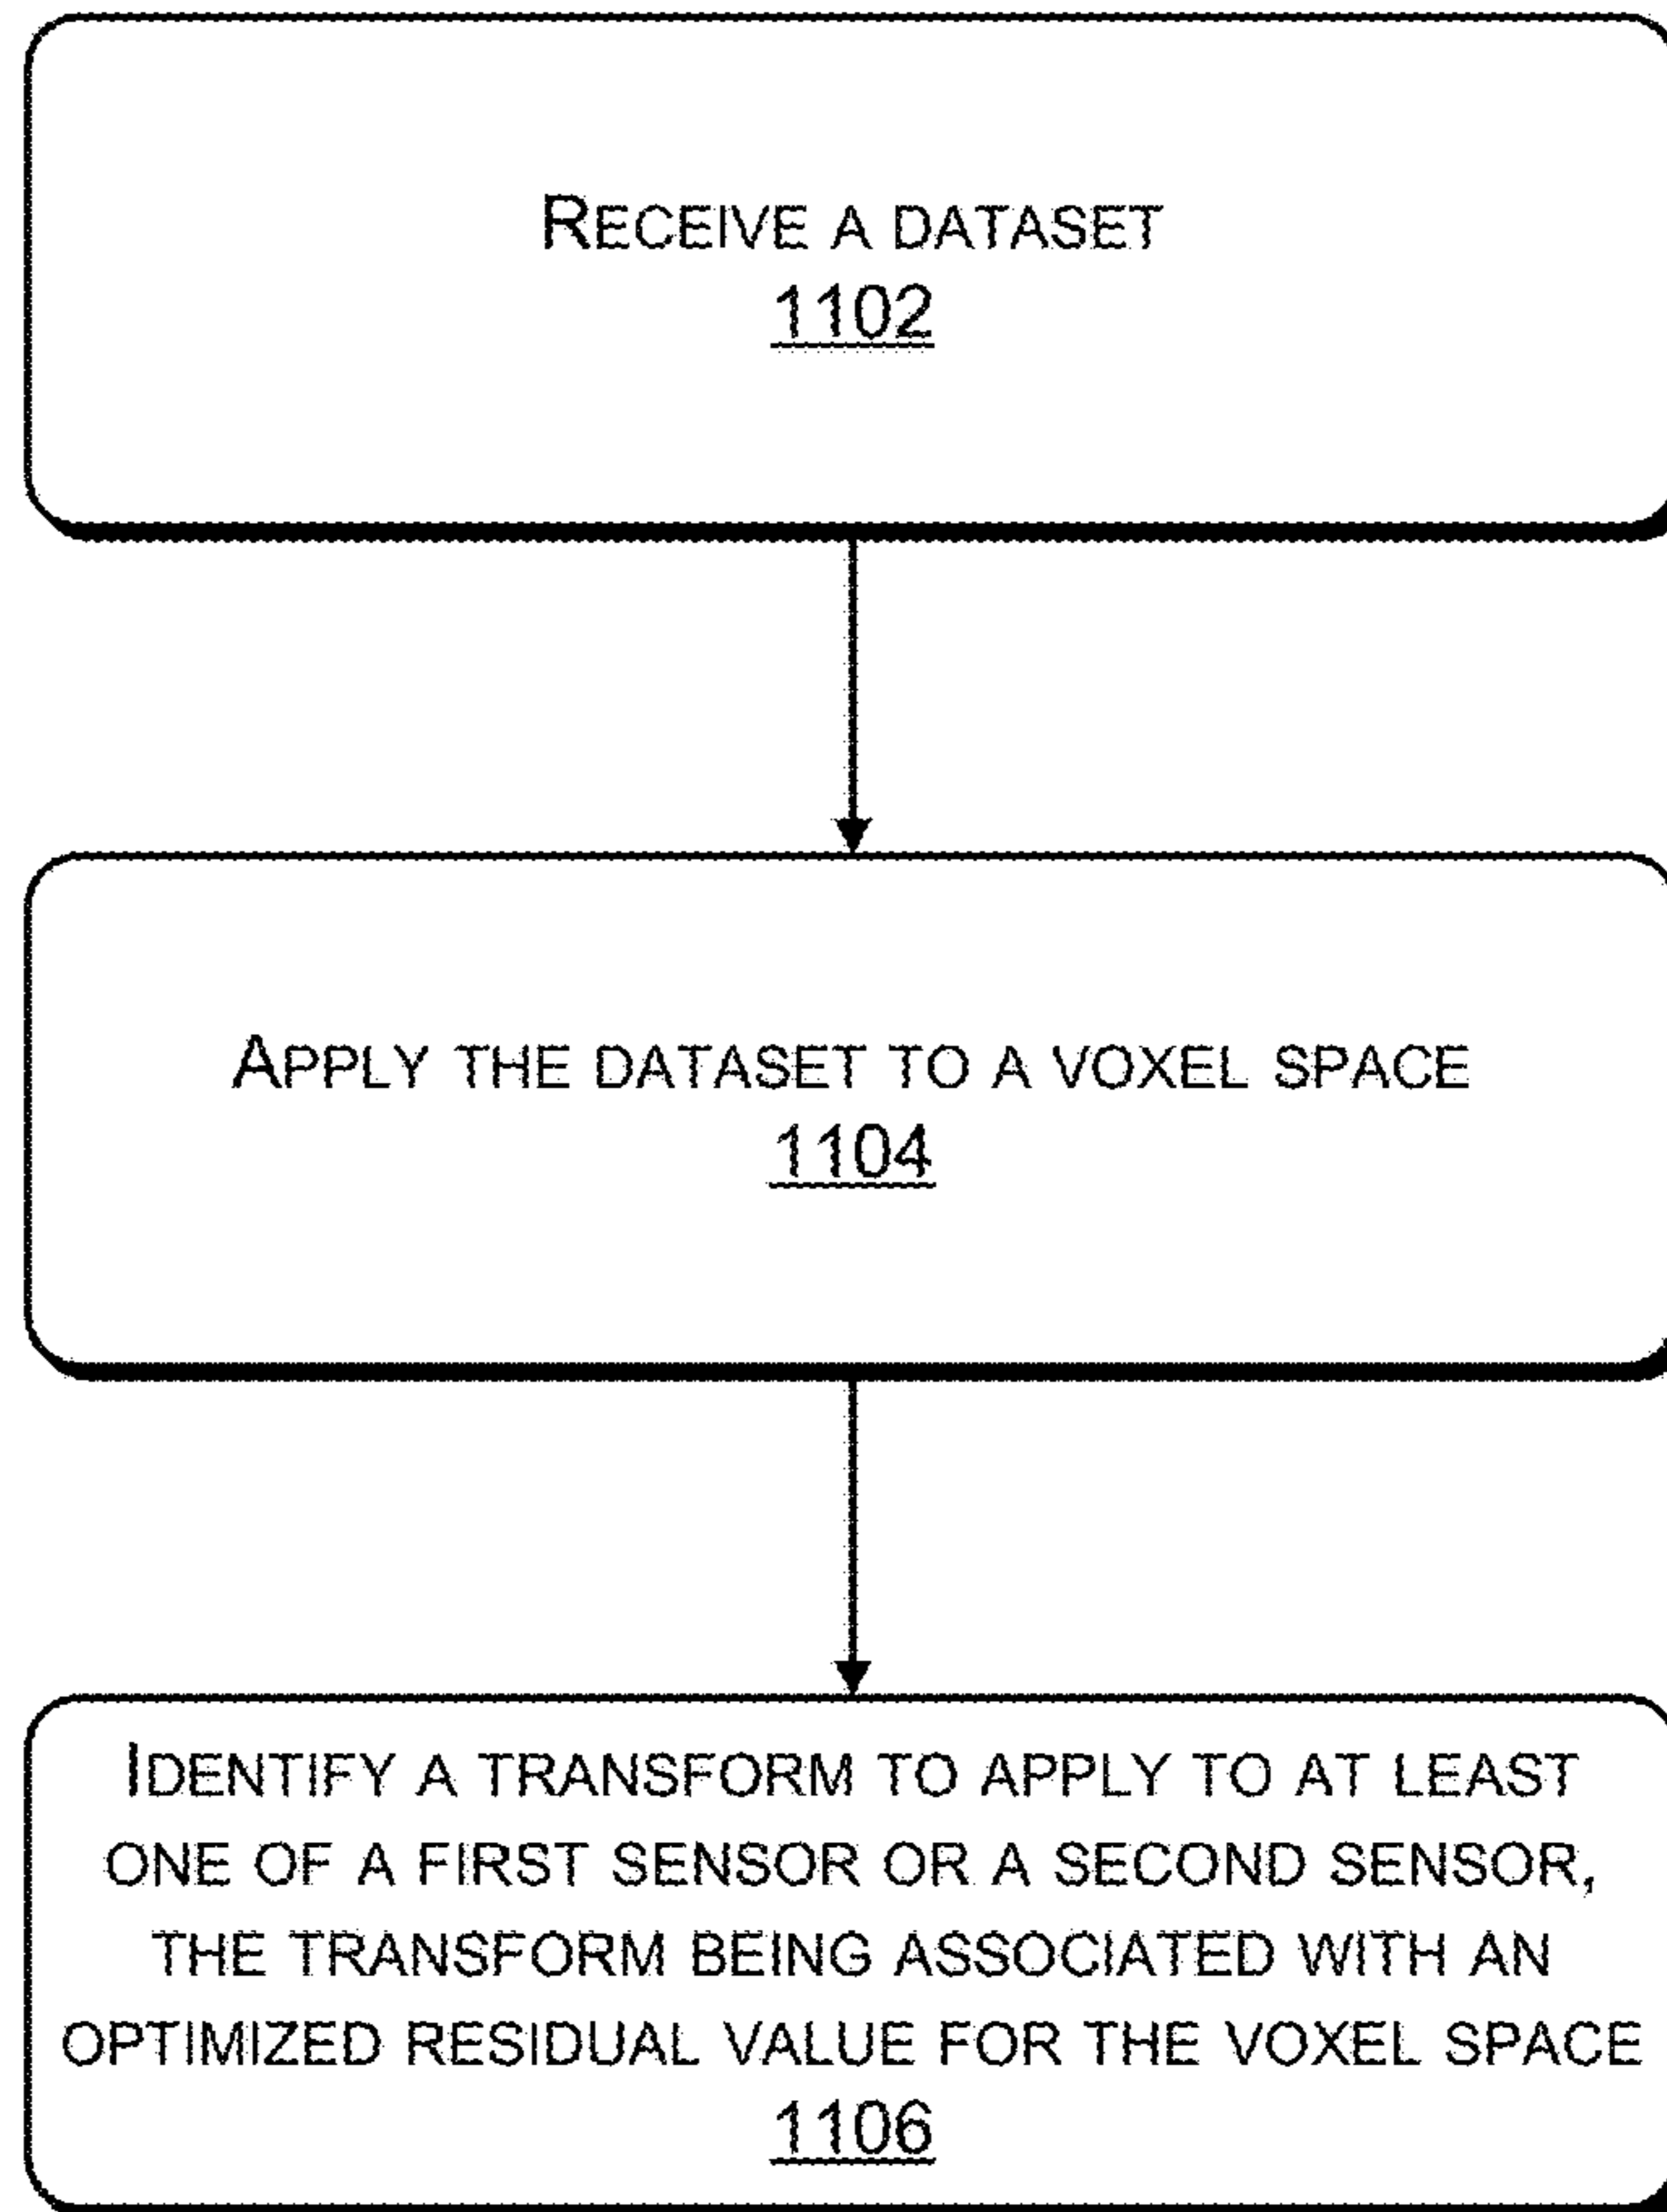 RECEIVE A DATASET
1102
APPLY THE DATASET TO A VOXEL SPACE
1104
IDENTIFY A TRANSFORM TO APPLY TO AT LEAST
ONE OF A FIRST SENSOR OR A SECOND SENSOR,
THE TRANSFORM BEING ASSOCIATED WITH AN
OPTIMIZED RESIDUAL VALUE FOR THE VOXEL SPACE
1106